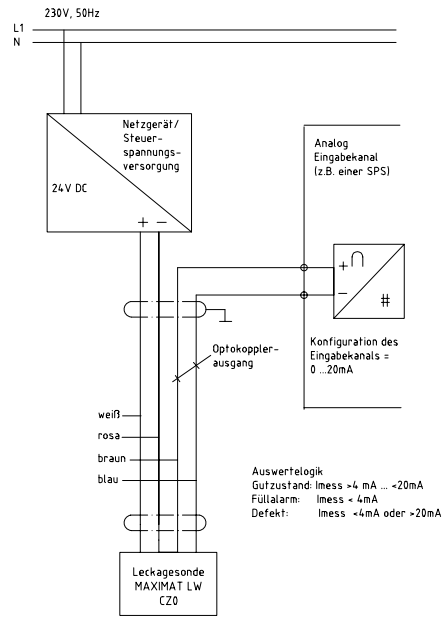 230V, 50Hz
L1
N
Netzgerät/
Steuer-
spannungs-
versorgung
24V DC
+ −
Analog
Eingabekanal
(z.B. einer SPS)
+ ∩
− #
Konfiguration des
Eingabekanals =
0 ...20mA
Optokoppler-
ausgang
weiß
rosa
braun
blau
Auswertelogik
Gutzustand: Imess >4 mA ... <20mA
Füllalarm: Imess < 4mA
Defekt: Imess <4mA oder >20mA
Leckagesonde
MAXIMAT LW
CZ0